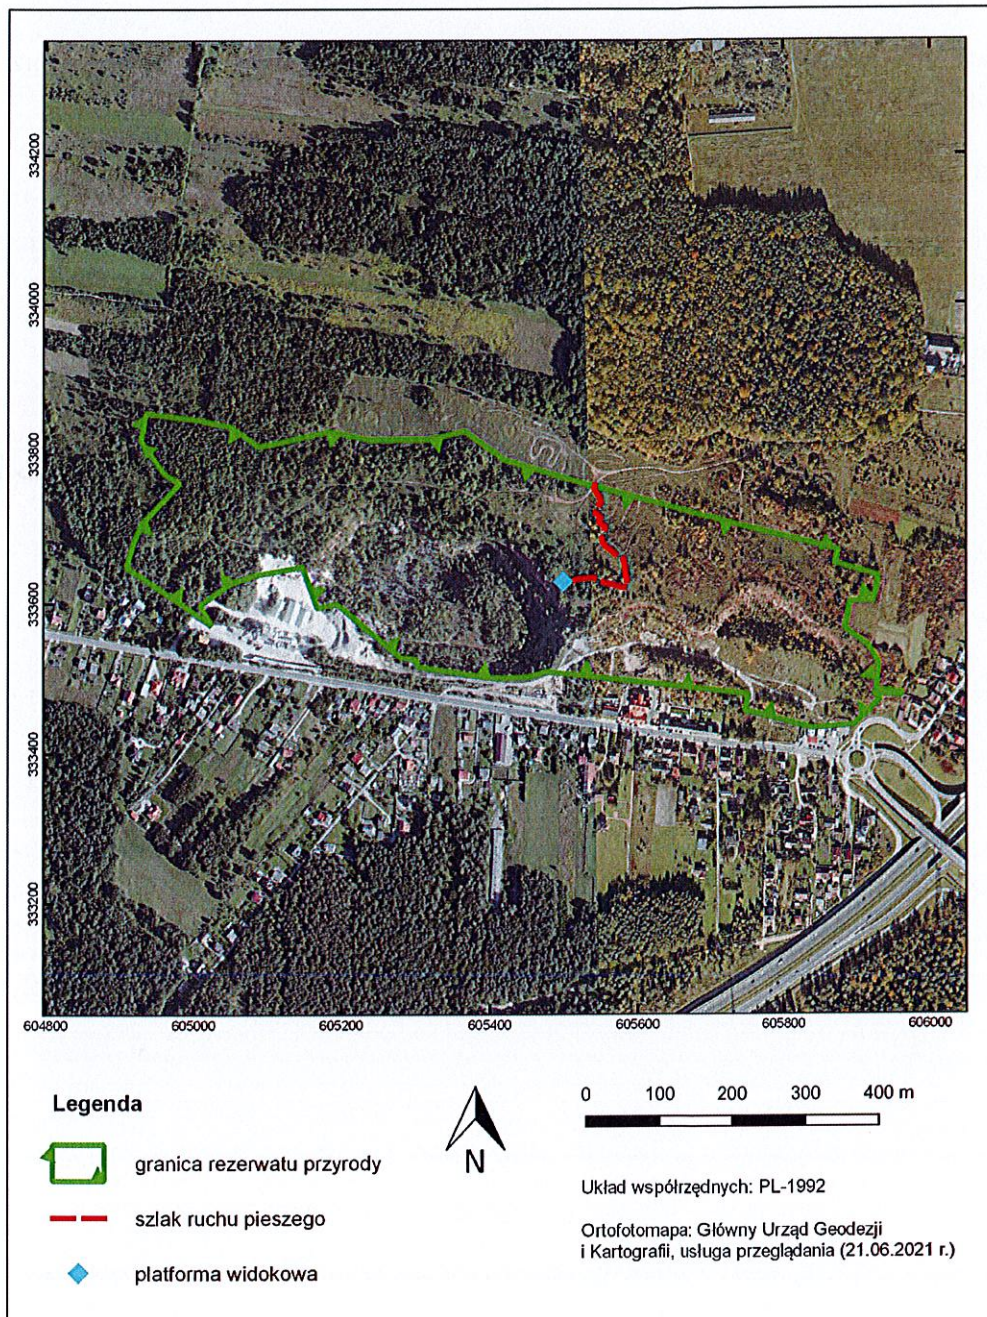 334200
334000
333800
333600
333400
333200
604800
605000
605200
605400
605600
605800
606000
Legenda
granica rezerwatu przyrody
szlak ruchu pieszego
platforma widokowa
N
0 100 200 300 400 m
Układ współrzędnych: PL-1992
Ortofotomapa: Główny Urząd Geodezji
i Kartografii, usługa przeglądania (21.06.2021 r.)